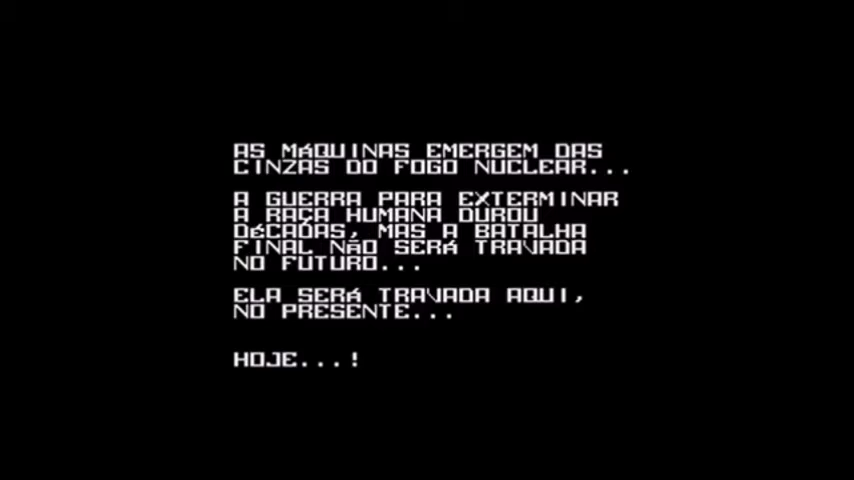 AS MÁQUINAS EMERGEM DAS
CINZAS DO FOGO NUCLEAR...
A GUERRA PARA EXTERMINAR
A RAÇA HUMANA DUROU
DÉCADAS, MAS A BATALHA
FINAL NÃO SERÁ TRAVADA
NO FUTURO...
ELA SERÁ TRAVADA AQUI,
NO PRESENTE...
HOJE...!